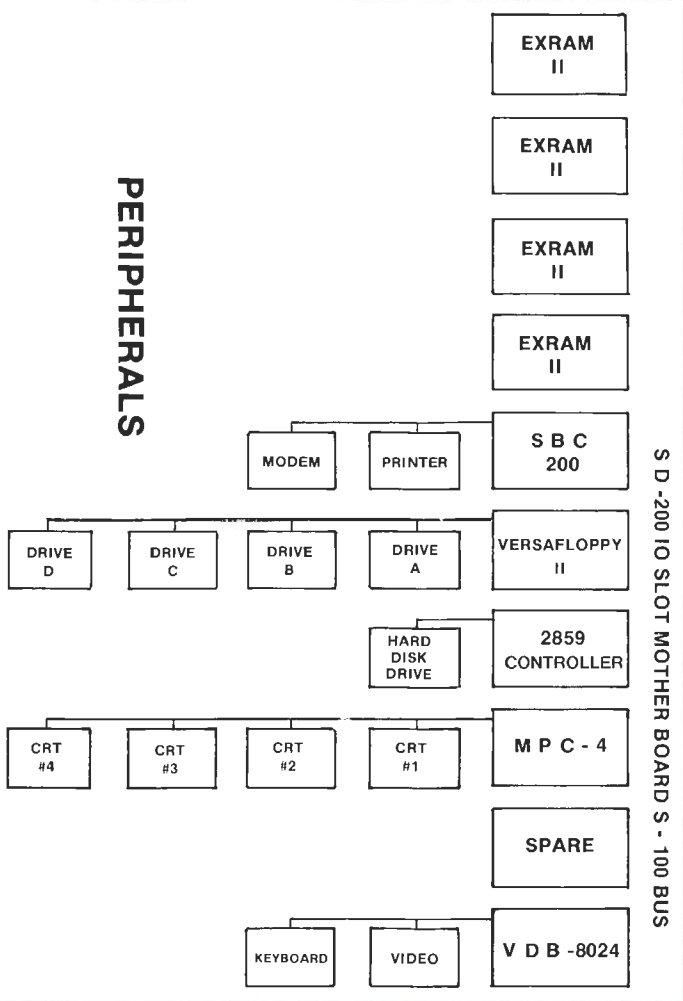 EXRAM
II
EXRAM
II
EXRAM
II
EXRAM
II
PERIPHERALS
S B C
200
PRINTER
MODEM
VERSAFLOPPY
II
DRIVE
A
DRIVE
B
DRIVE
C
DRIVE
D
2859
CONTROLLER
HARD
DISK
DRIVE
M P C - 4
CRT
#1
CRT
#2
CRT
#3
CRT
#4
SPARE
V D B -8024
VIDEO
KEYBOARD
S D -200 IO SLOT MOTHER BOARD S - 100 BUS